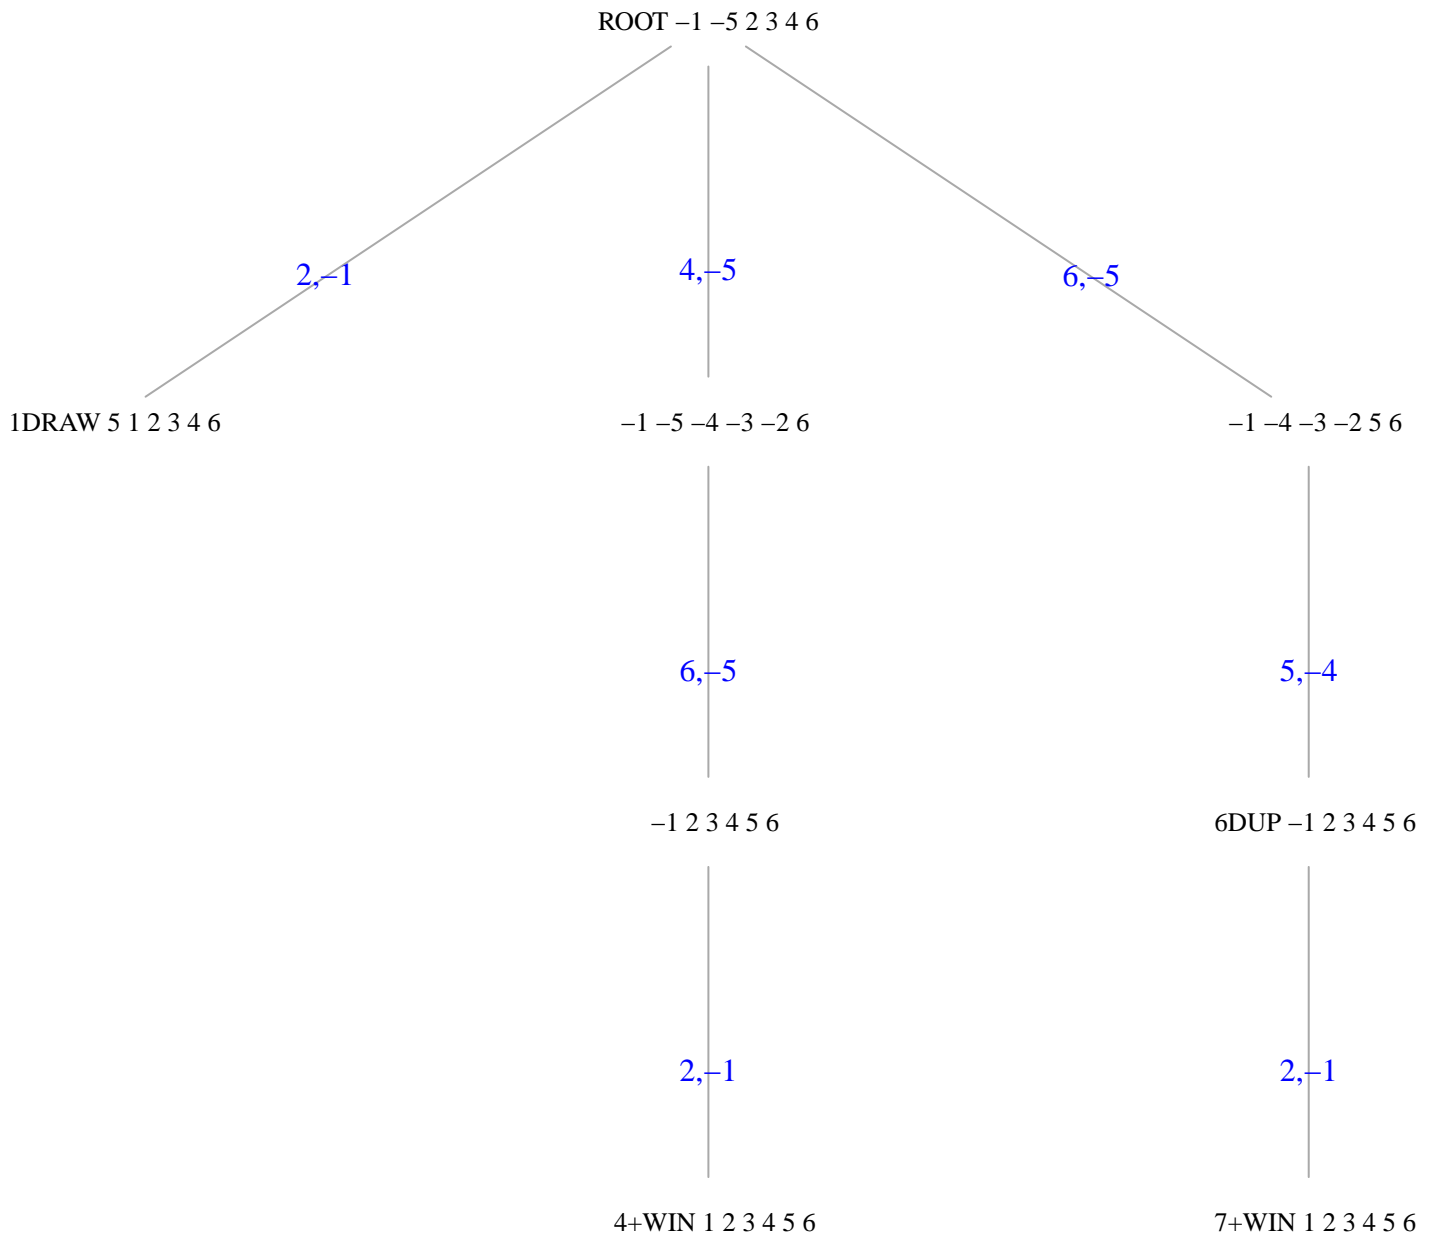 ROOT –1 –5 2 3 4 6
2,–1
4,–5
6,–5
1DRAW 5 1 2 3 4 6
–1 –5 –4 –3 –2 6
–1 –4 –3 –2 5 6
6,–5
5,–4
–1 2 3 4 5 6
6DUP –1 2 3 4 5 6
2,–1
2,–1
4+WIN 1 2 3 4 5 6
7+WIN 1 2 3 4 5 6